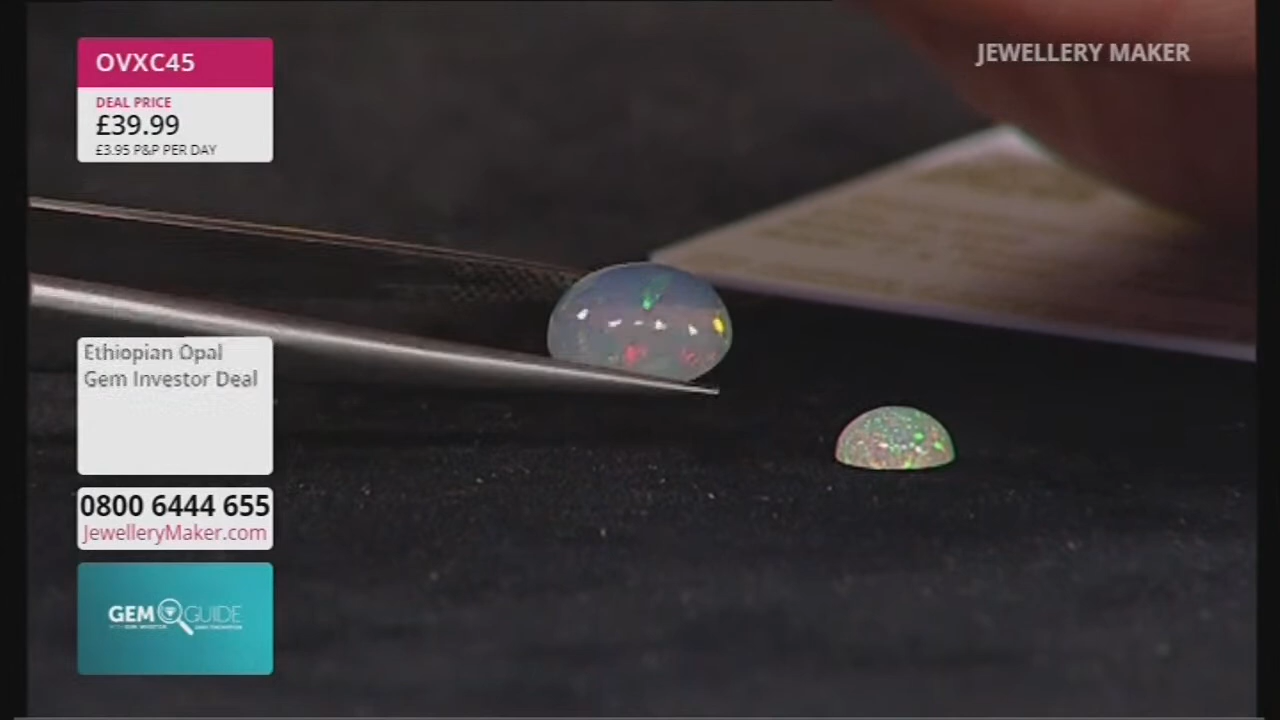 OVXC45
DEAL PRICE
£39.99
£3.95 P&P PER DAY
JEWELLERY MAKER
Ethiopian Opal
Gem Investor Deal
0800 6444 655
JewelleryMaker.com
GEM GUIDE